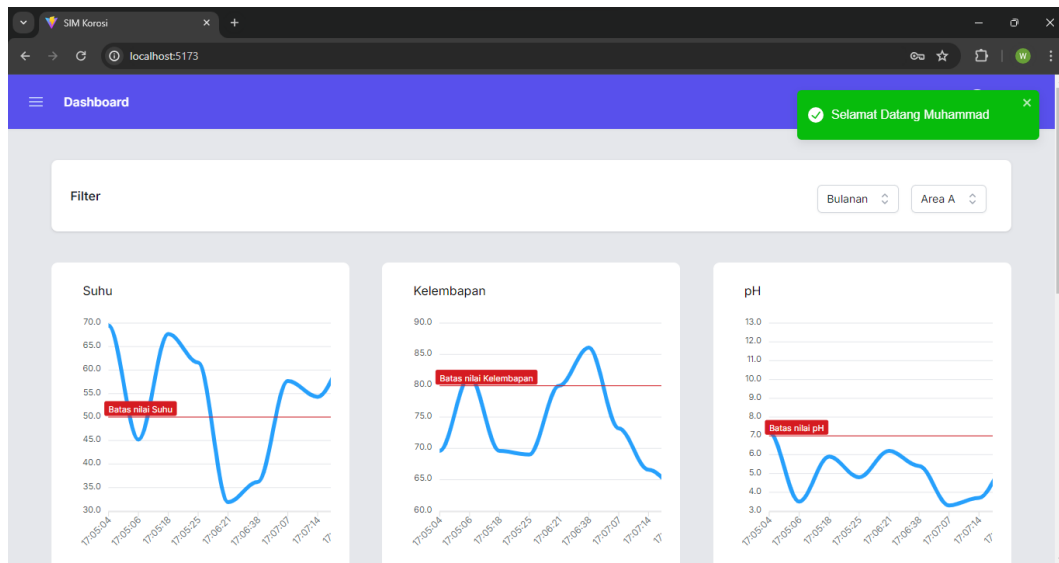 SIM Korosi
localhost:5173
W
Dashboard
Selamat Datang Muhammad
Filter
Bulanan
Area A
Suhu
70.0
65.0
60.0
55.0
50.0
45.0
40.0
35.0
30.0
Batas nilai Suhu
17:05:04 17:05:06 17:05:18 17:05:25 17:06:21 17:06:38 17:07:07 17:07:14 17
Kelembapan
90.0
85.0
80.0
75.0
70.0
65.0
60.0
Batas nilai Kelembapan
17:05:04 17:05:06 17:05:18 17:05:25 17:06:21 17:06:38 17:07:07 17:07:14 17
pH
13.0
12.0
11.0
10.0
9.0
8.0
7.0
6.0
5.0
4.0
3.0
Batas nilai pH
17:05:04 17:05:06 17:05:18 17:05:25 17:06:21 17:06:38 17:07:07 17:07:14 17